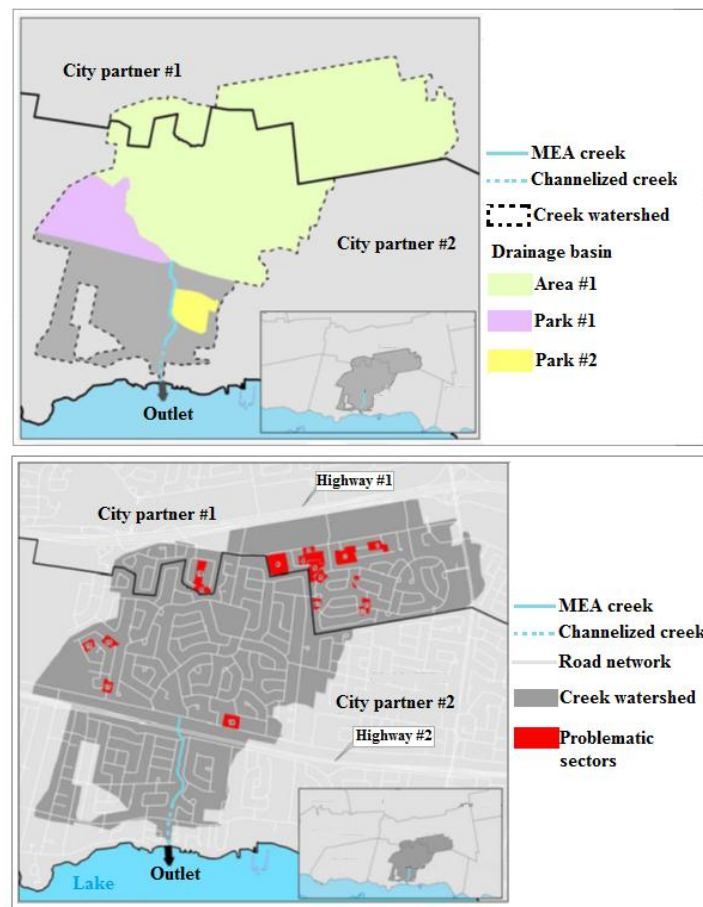 City partner #1
City partner #2
Outlet
MEA creek
Channelized creek
Creek watershed
Drainage basin
Area #1
Park #1
Park #2
Highway #1
City partner #1
City partner #2
Highway #2
Outlet
Lake
MEA creek
Channelized creek
Road network
Creek watershed
Problematic
sectors